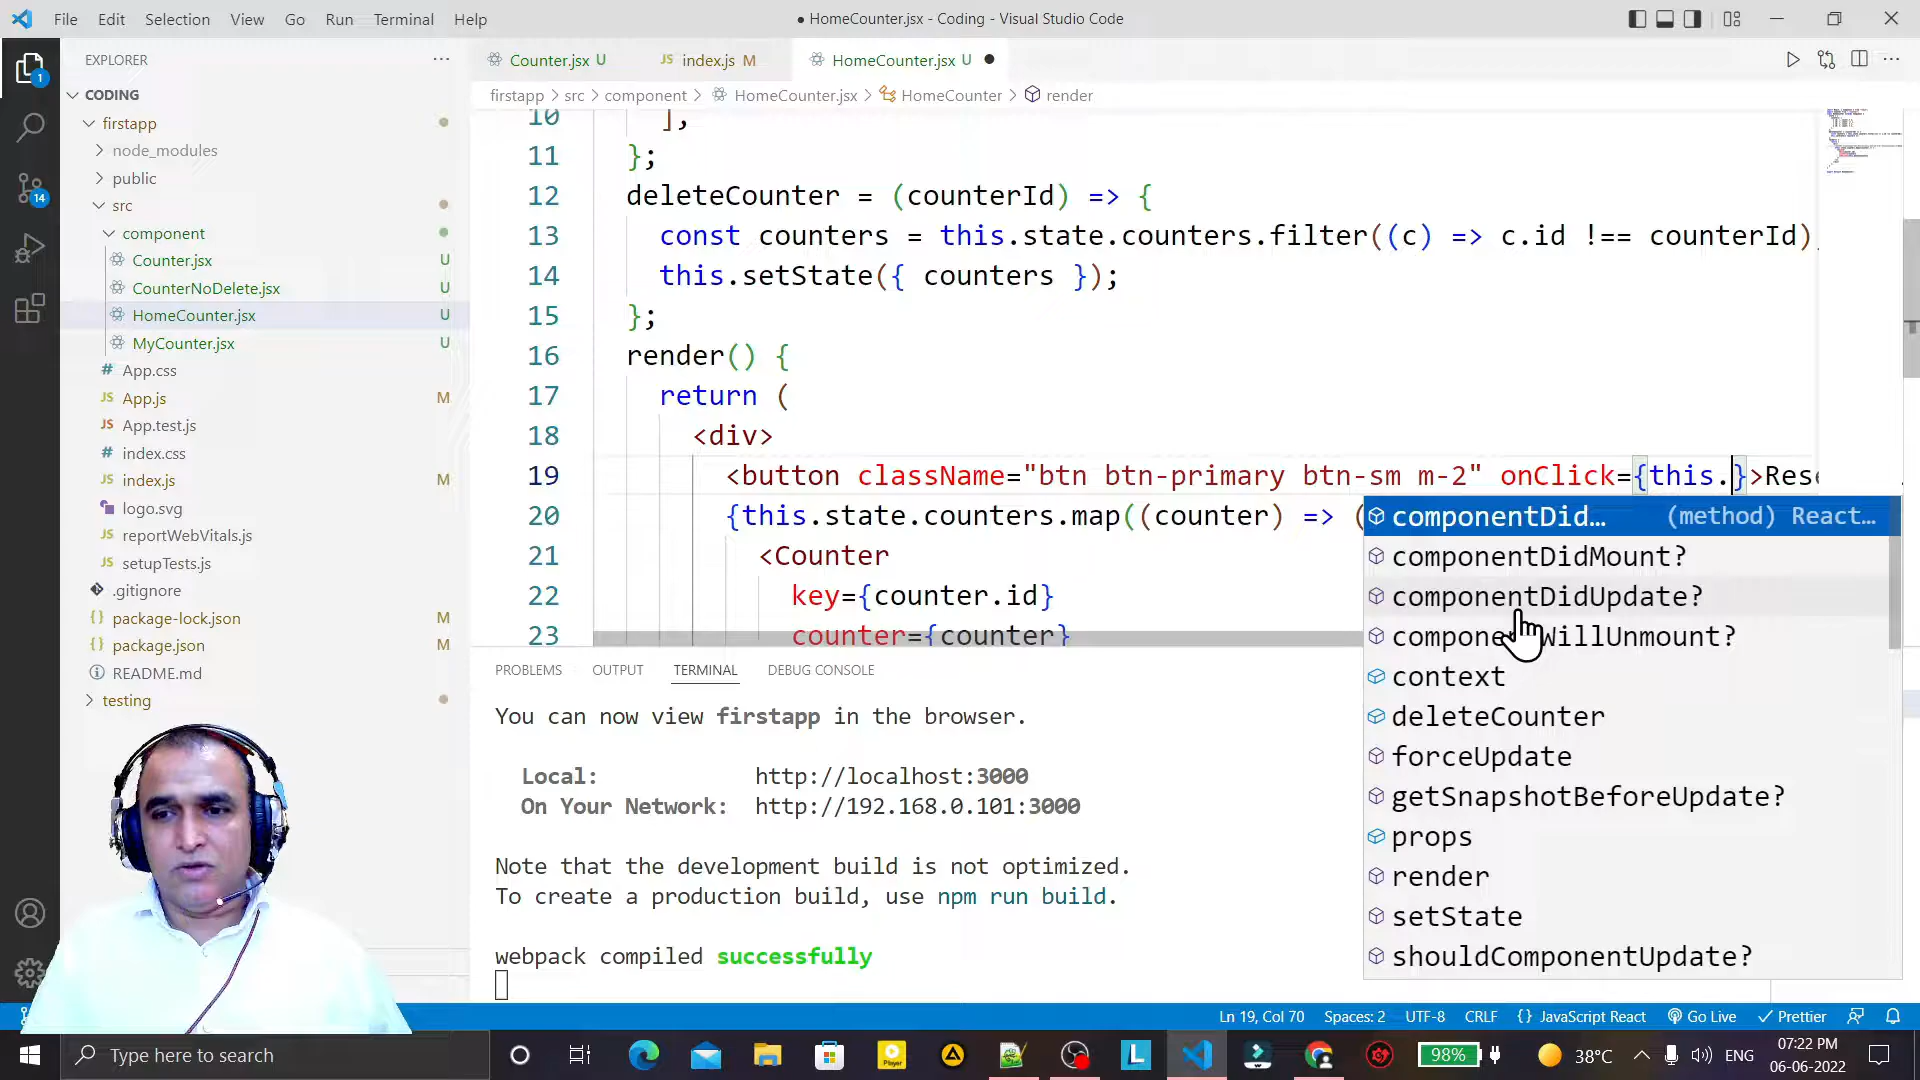 File Edit Selection View Go Run Terminal Help
● HomeCounter.jsx - Coding - Visual Studio Code
EXPLORER
1
14
CODING
firstapp
node_modules
public
src
component
Counter.jsx U
CounterNoDelete.jsx U
HomeCounter.jsx U
MyCounter.jsx U
App.css
App.js M
App.test.js
index.css
index.js M
logo.svg
reportWebVitals.js
setupTests.js
.gitignore
package-lock.json M
package.json M
README.md
testing
Counter.jsx U index.js M HomeCounter.jsx U
firstapp > src > component > HomeCounter.jsx > HomeCounter > render
10 ],
11 };
12 deleteCounter = (counterId) => {
13 const counters = this.state.counters.filter((c) => c.id !== counterId)
14 this.setState({ counters });
15 };
16 render() {
17 return (
18 <div>
19 <button className="btn btn-primary btn-sm m-2" onClick={this.}>Rese
20 {this.state.counters.map((counter) => (
21 <Counter
22 key={counter.id}
23 counter={counter}
componentDid… (method) React…
componentDidMount?
componentDidUpdate?
componentWillUnmount?
context
deleteCounter
forceUpdate
getSnapshotBeforeUpdate?
props
render
setState
shouldComponentUpdate?
PROBLEMS OUTPUT TERMINAL DEBUG CONSOLE
You can now view firstapp in the browser.
Local: http://localhost:3000
On Your Network: http://192.168.0.101:3000
Note that the development build is not optimized.
To create a production build, use npm run build.
webpack compiled successfully
Ln 19, Col 70 Spaces: 2 UTF-8 CRLF {} JavaScript React Go Live Prettier
Type here to search
Player
L
98%
38°C
ENG
07:22 PM
06-06-2022